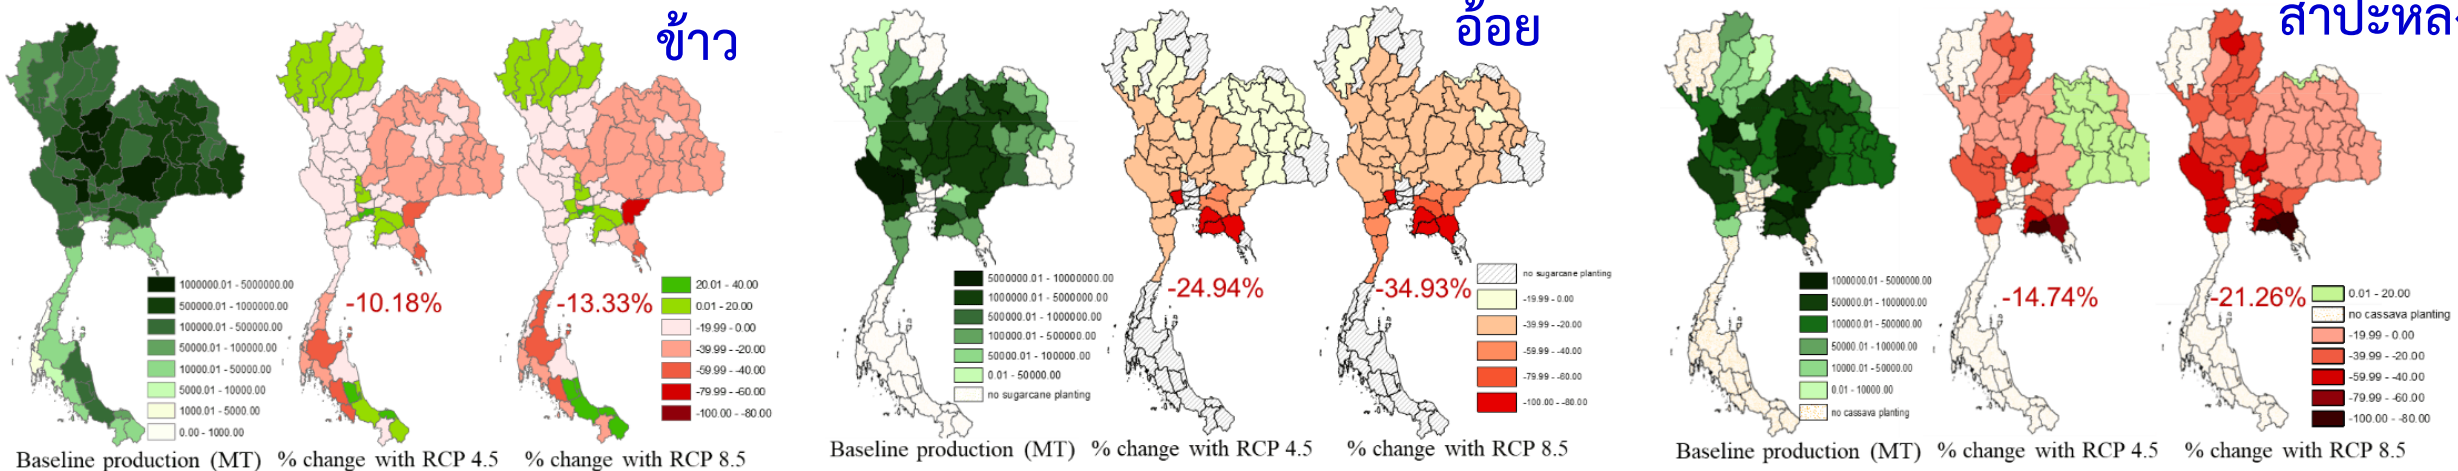 ข้าว
1000000.01 - 5000000.00
500000.01 - 1000000.00
100000.01 - 500000.00
50000.01 - 100000.00
10000.01 - 50000.00
5000.01 - 10000.00
1000.01 - 5000.00
0.00 - 1000.00
-10.18%
-13.33%
20.01 - 40.00
0.01 - 20.00
-19.99 - 0.00
-39.99 - -20.00
-59.99 - -40.00
-79.99 - -60.00
-100.00 - -80.00
Baseline production (MT)
% change with RCP 4.5
% change with RCP 8.5
อ้อย
5000000.01 - 10000000.00
1000000.01 - 5000000.00
500000.01 - 1000000.00
100000.01 - 500000.00
50000.01 - 100000.00
0.01 - 50000.00
no sugarcane planting
-24.94%
-34.93%
no sugarcane planting
-19.99 - 0.00
-39.99 - -20.00
-59.99 - -40.00
-79.99 - -60.00
-100.00 - -80.00
Baseline production (MT)
% change with RCP 4.5
% change with RCP 8.5
1000000.01 - 5000000.00
500000.01 - 1000000.00
100000.01 - 500000.00
50000.01 - 100000.00
10000.01 - 50000.00
0.01 - 10000.00
no cassava planting
-14.74%
-21.26%
0.01 - 20.00
no cassava planting
-19.99 - 0.00
-39.99 - -20.00
-59.99 - -40.00
-79.99 - -60.00
-100.00 - -80.00
Baseline production (MT)
% change with RCP 4.5
% change with RCP 8.5